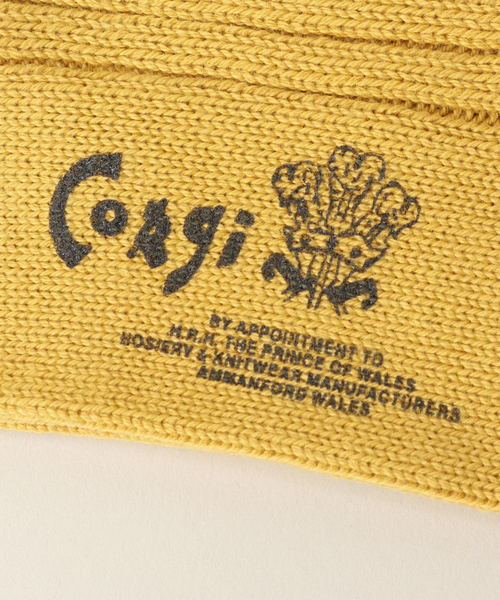 Corgi
BY APPOINTMENT TO
H.R.H. THE PRINCE OF WALES
HOSIERY & KNITWEAR MANUFACTURERS
AMMANFORD WALES